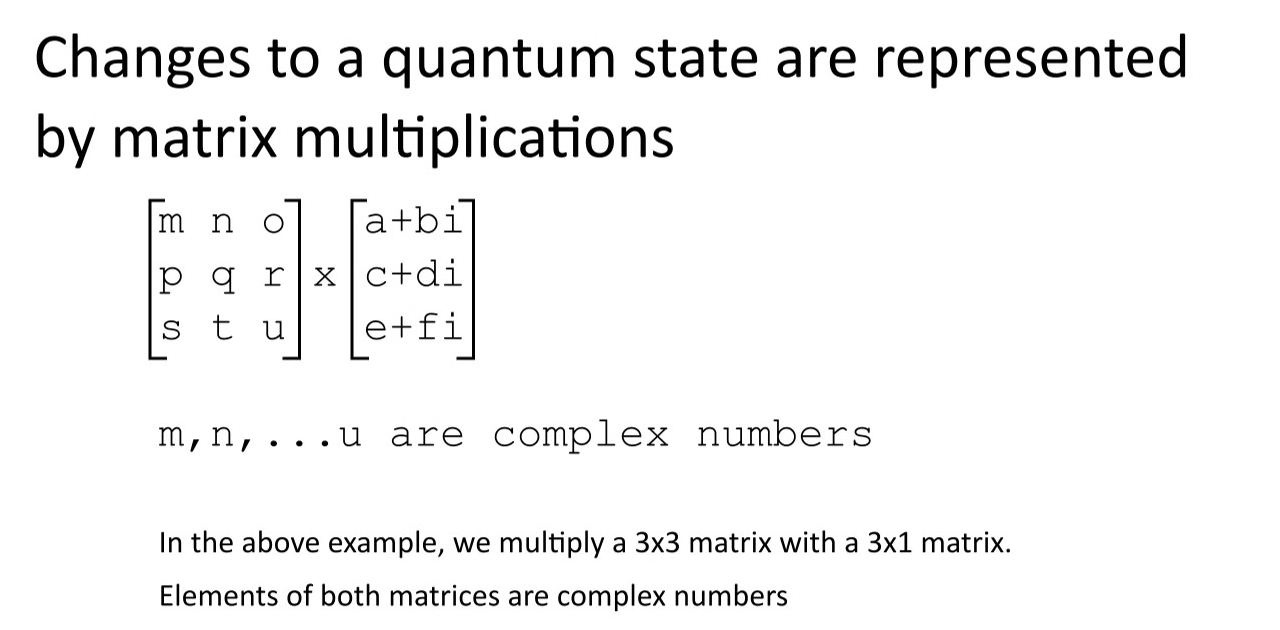 Changes to a quantum state are represented
by matrix multiplications
m n o a+bi
p q r x c+di
s t u e+fi
m,n,...u are complex numbers
In the above example, we multiply a 3x3 matrix with a 3x1 matrix.
Elements of both matrices are complex numbers